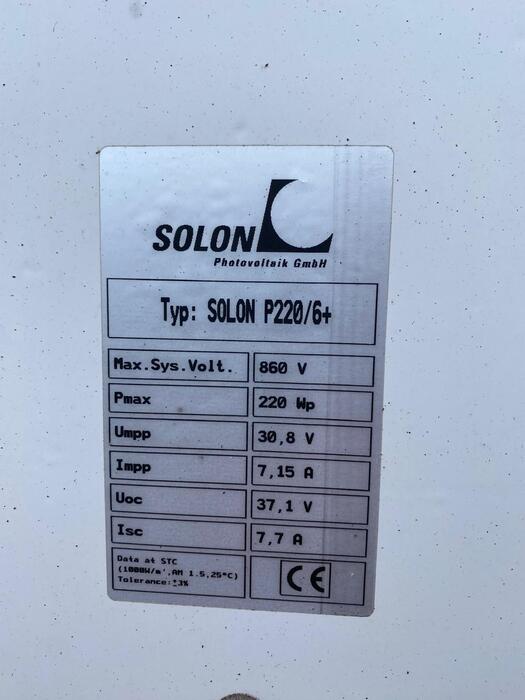 SOLON
Photovoltaik GmbH
Typ: SOLON P220/6+
Max.Sys.Volt. 860 V
Pmax 220 Wp
Umpp 30,8 V
Impp 7,15 A
Uoc 37,1 V
Isc 7,7 A
Data at STC
(1000W/m², AM 1.5,25°C)
Tolerance:±3%
CE